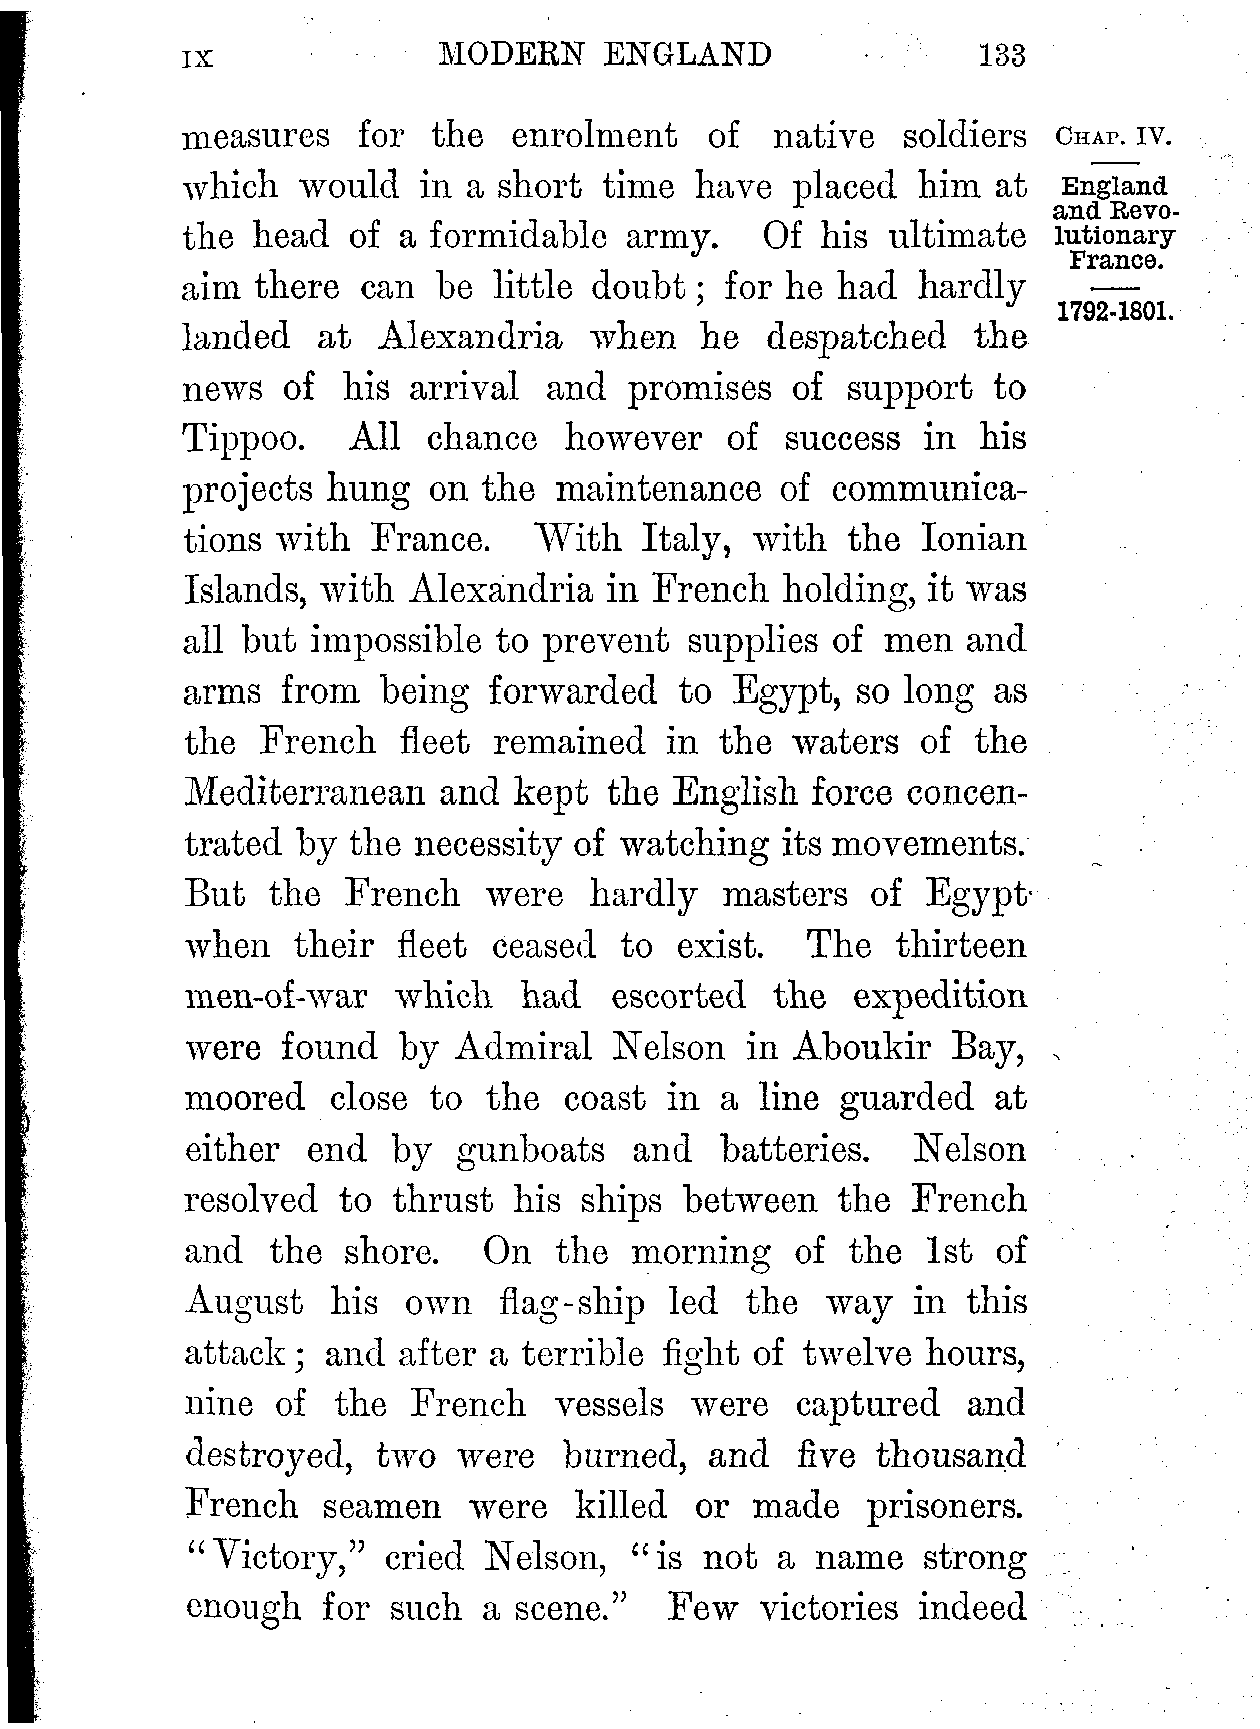 IX MODERN ENGLAND 133
measures for the enrolment of native soldiers
which would in a short time have placed him at
the head of a formidable army. Of his ultimate
aim there can be little doubt ; for he had hardly
landed at Alexandria when he despatched the
news of his arrival and promises of support to
Tippoo. All chance however of success in his
projects hung on the maintenance of communica-
tions with France. With Italy, with the Ionian
Islands, with Alexandria in French holding, it was
all but impossible to prevent supplies of men and
arms from being forwarded to Egypt, so long as
the French fleet remained in the waters of the
Mediterranean and kept the English force concen-
trated by the necessity of watching its movements.
But the French were hardly masters of Egypt
when their fleet ceased to exist. The thirteen
men-of-war which had escorted the expedition
were found by Admiral Nelson in Aboukir Bay,
moored close to the coast in a line guarded at
either end by gunboats and batteries. Nelson
resolved to thrust his ships between the French
and the shore. On the morning of the 1st of
August his own flag-ship led the way in this
attack ; and after a terrible fight of twelve hours,
nine of the French vessels were captured and
destroyed, two were burned, and five thousand
French seamen were killed or made prisoners.
"Victory," cried Nelson, "is not a name strong
enough for such a scene." Few victories indeed
CHAP. IV.
England
and Revo-
lutionary
France.
1792-1801.